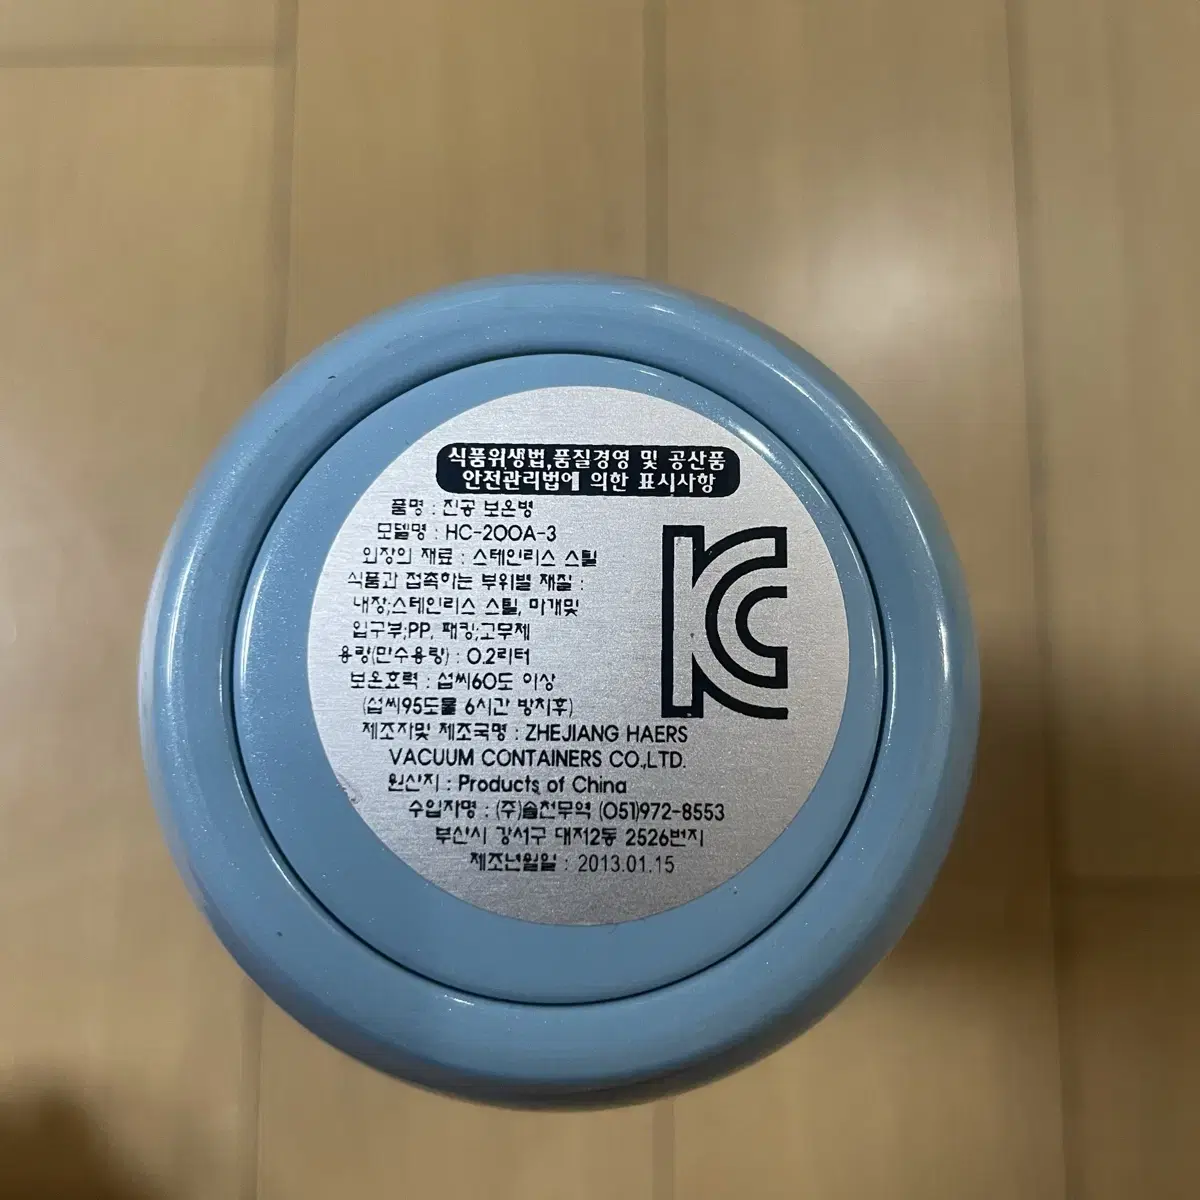 식품위생법,품질경영 및 공산품
안전관리법에 의한 표시사항
품명 : 진공 보온병
모델명 : HC-200A-3
외장의 재료 : 스테인리스 스틸
식품과 접촉하는 부위별 재질 :
내장;스테인리스 스틸, 마개및
입구부;PP, 패킹;고무제
용량(만수용량) : 0.2리터
보온효력 : 섭씨60도 이상
(섭씨95도물 6시간 방치후)
제조자및 제조국명 : ZHEJIANG HAERS
VACUUM CONTAINERS CO.,LTD.
원산지 : Products of China
수입자명 : (주)솔천무역 (051)972-8553
부산시 강서구 대저2동 2526번지
제조년월일 : 2013.01.15
KC